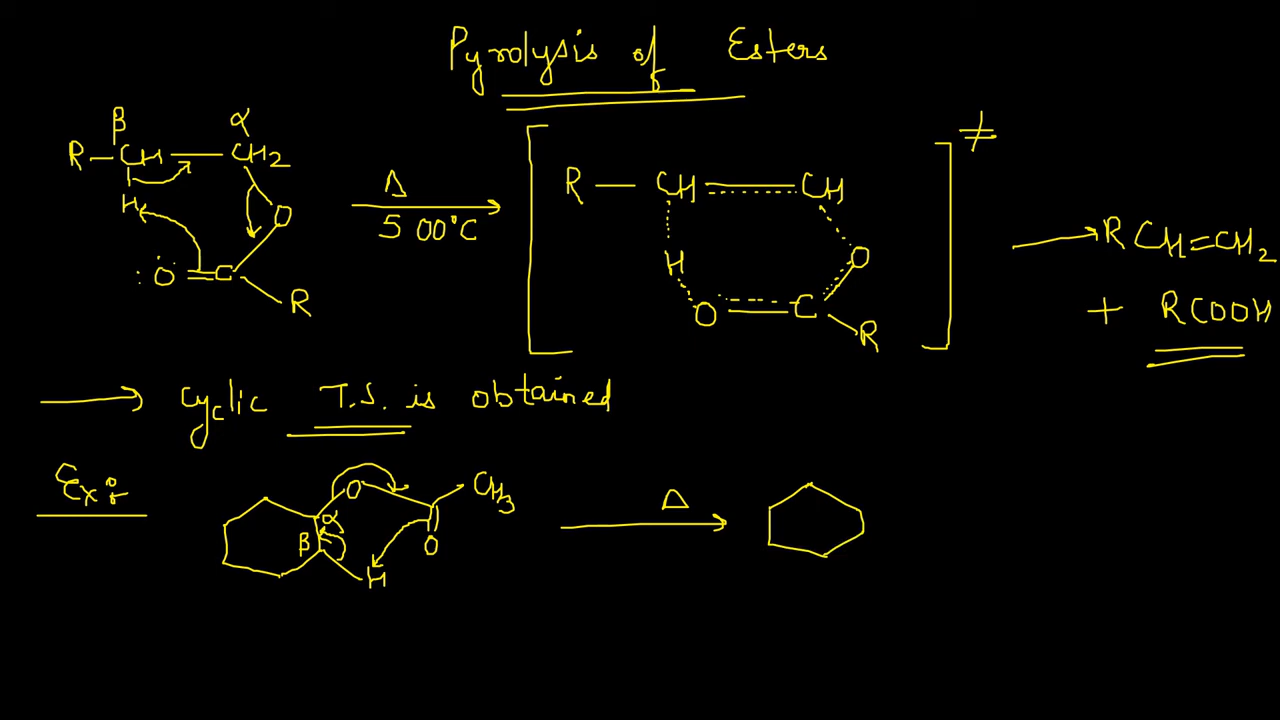 Pyrolysis of Esters
β α
R-CH-CH2
H
O
:Ö=C
R
Δ
500°C
R-CH=CH
H
O
O=C
R
≠
RCH=CH2
+ RCOOH
→ cyclic T.S. is obtained
Ex:
O
CH3
α
β
O
H
Δ